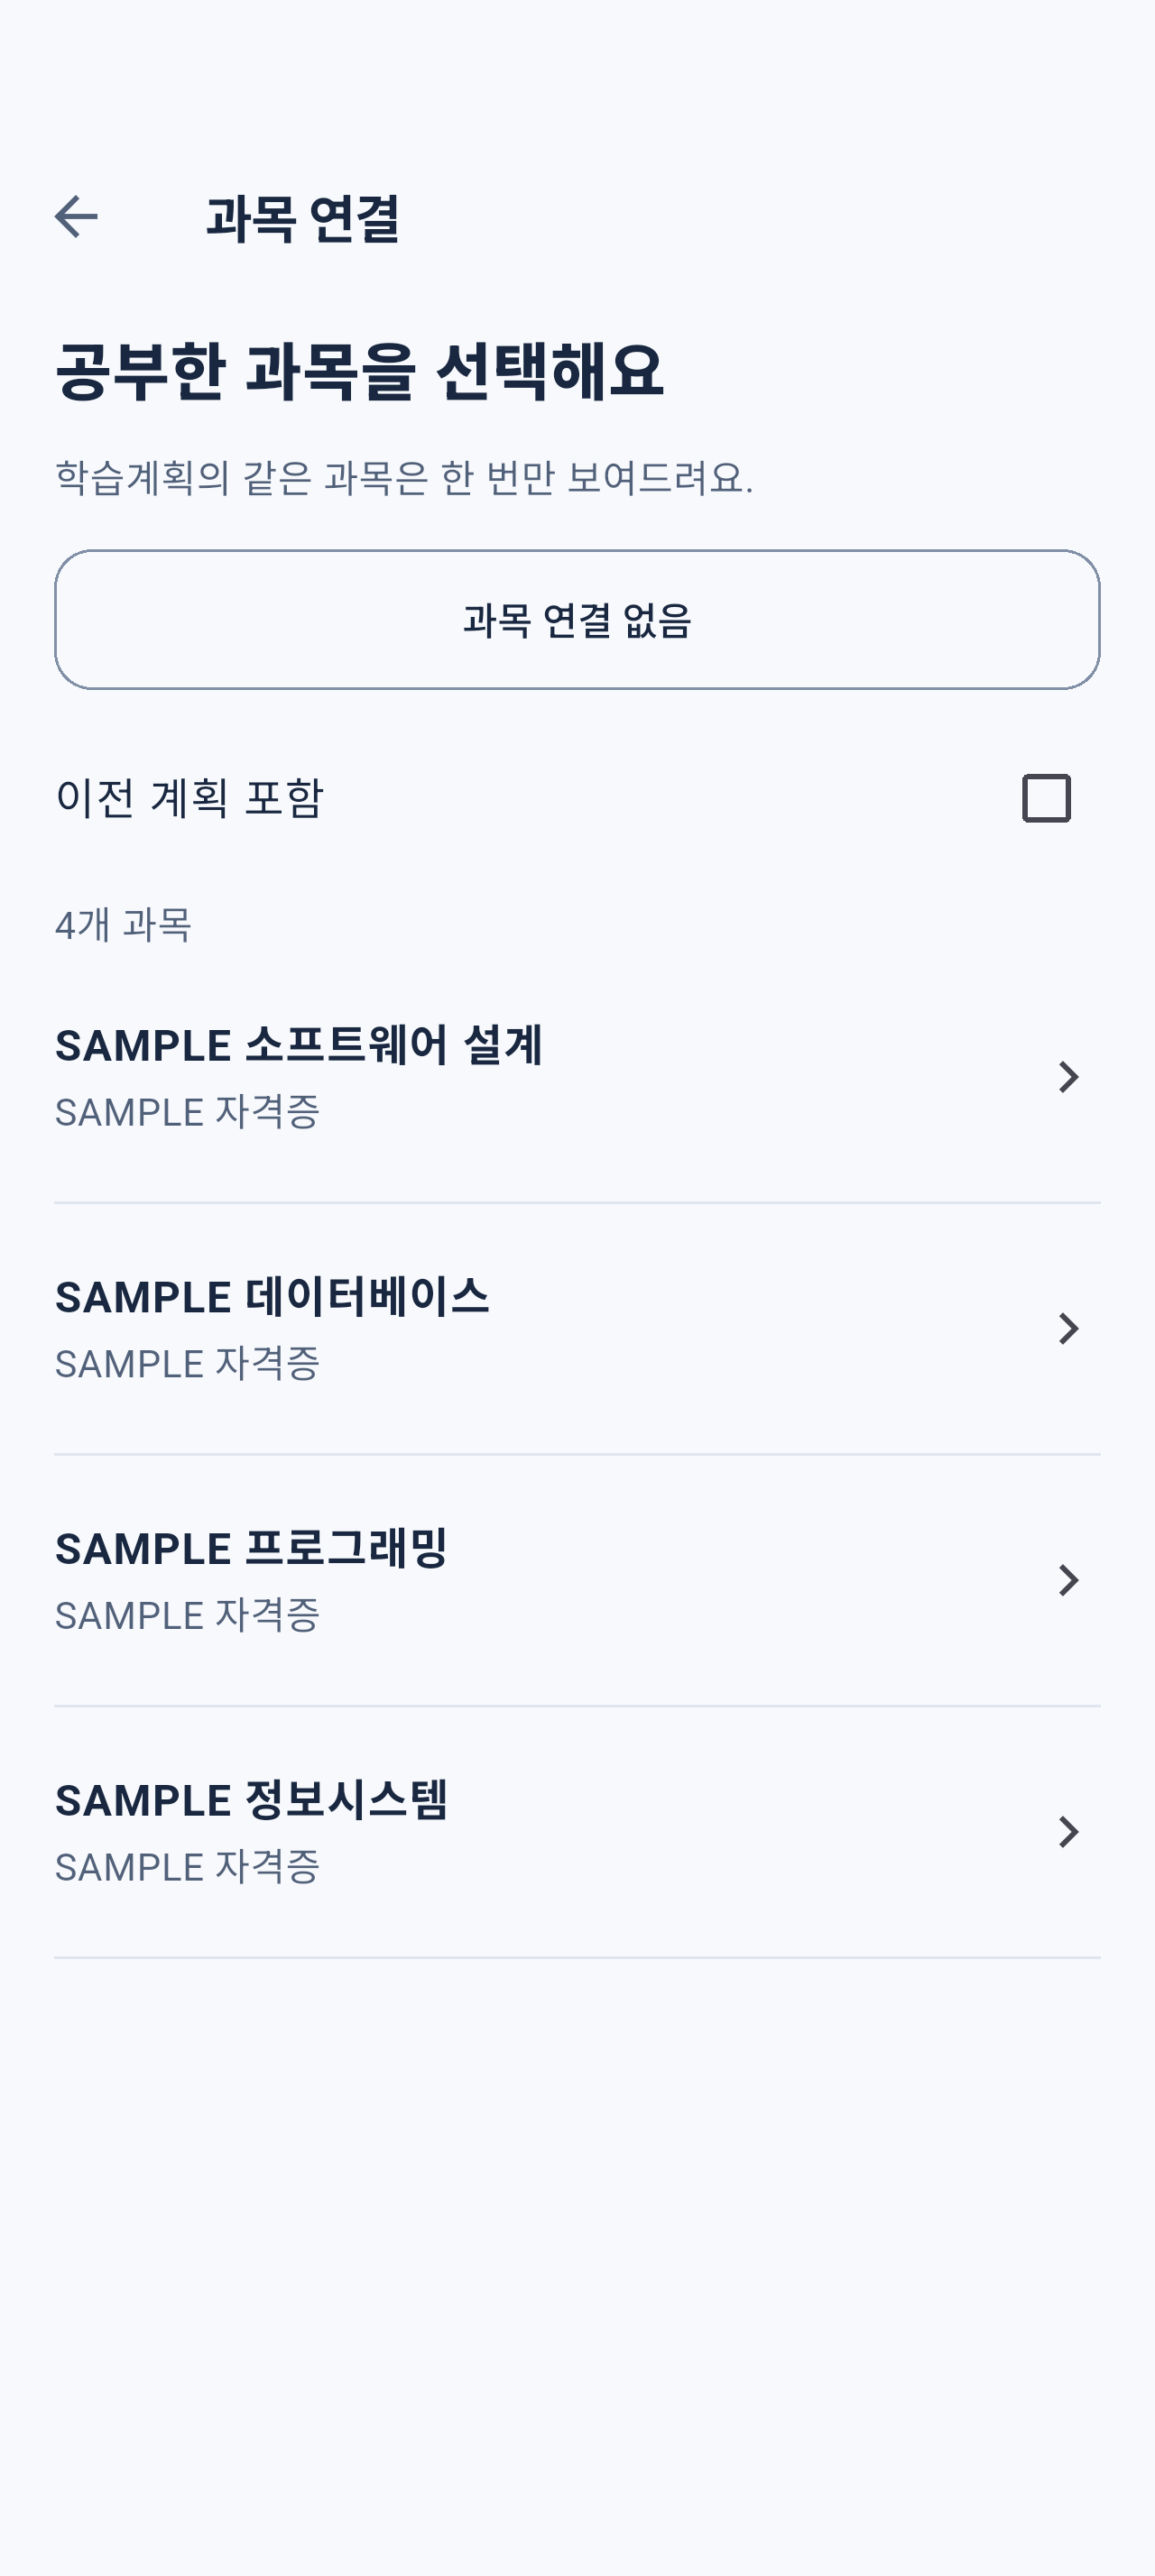 과목 연결
공부한 과목을 선택해요
학습계획의 같은 과목은 한 번만 보여드려요.
과목 연결 없음
이전 계획 포함
4개 과목
SAMPLE 소프트웨어 설계
SAMPLE 자격증
SAMPLE 데이터베이스
SAMPLE 자격증
SAMPLE 프로그래밍
SAMPLE 자격증
SAMPLE 정보시스템
SAMPLE 자격증